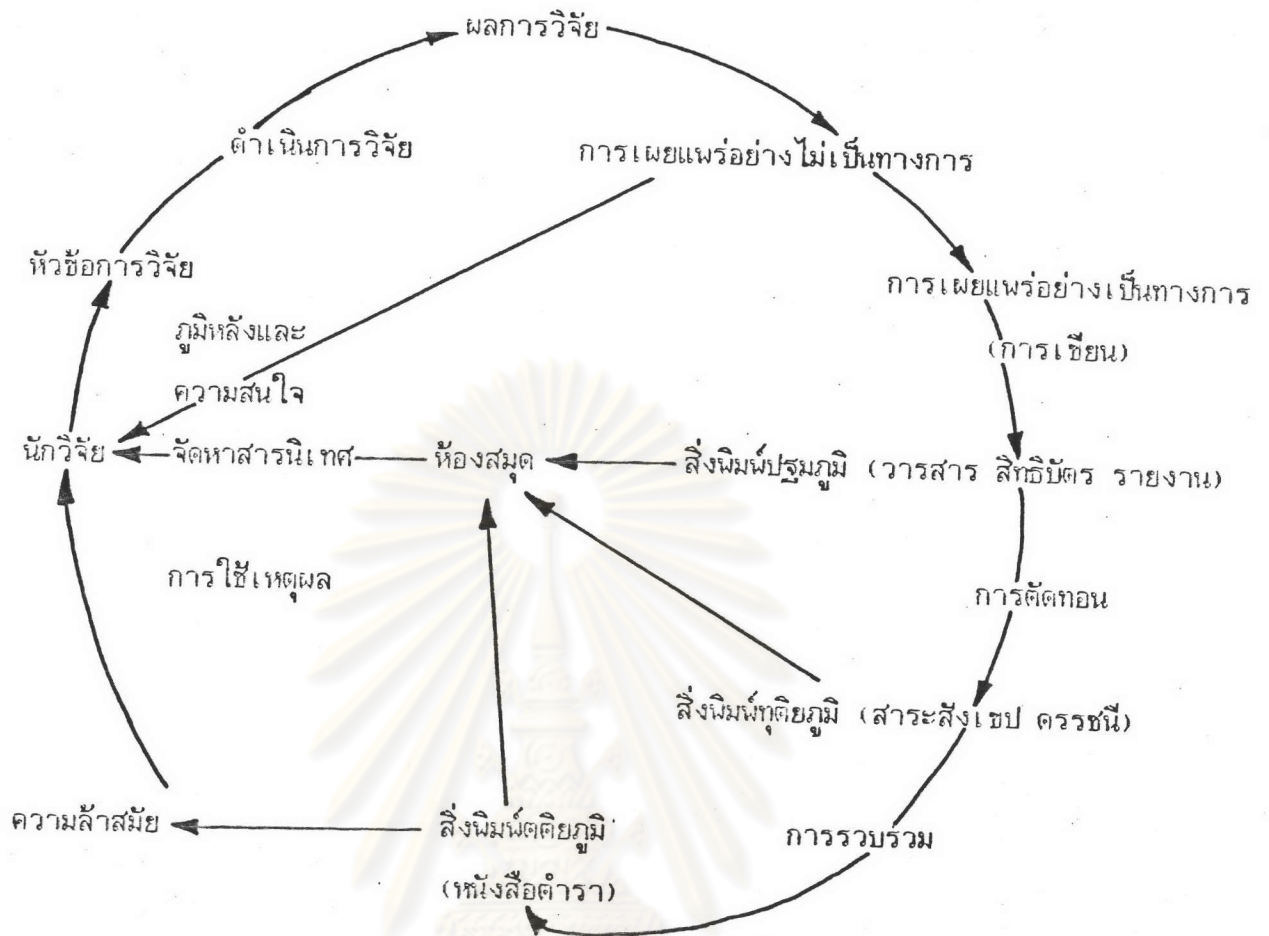 ผลการวิจัย
ดำเนินการวิจัย
การเผยแพร่อย่างไม่เป็นทางการ
หัวข้อการวิจัย
การเผยแพร่อย่างเป็นทางการ
(การเขียน)
ภูมิหลังและ
ความสนใจ
นักวิจัย
จัดหาสารนิเทศ
ห้องสมุด
สิ่งพิมพ์ปฐมภูมิ (วารสาร สิทธิบัตร รายงาน)
การใช้เหตุผล
การตัดทอน
สิ่งพิมพ์ทุติยภูมิ (สาระสังเขป ดรรชนี)
ความล้าสมัย
สิ่งพิมพ์ตติยภูมิ
(หนังสือตำรา)
การรวบรวม